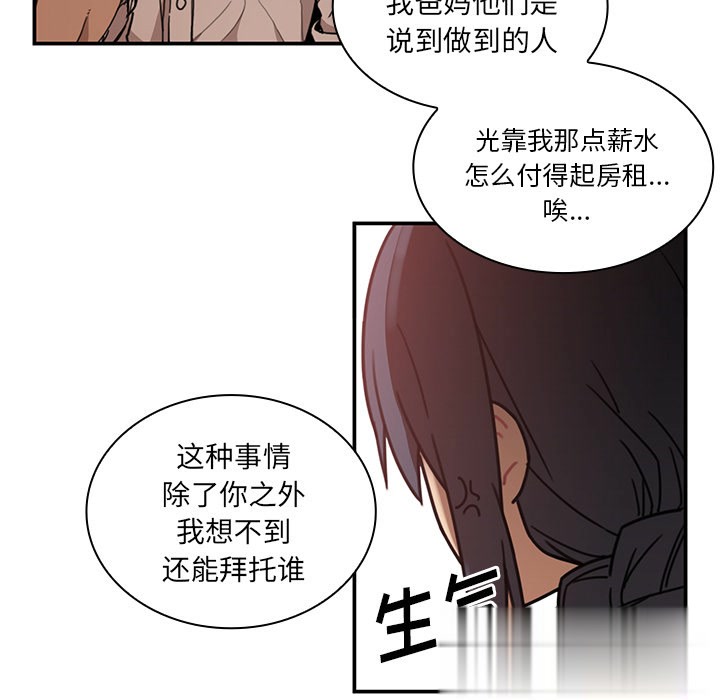 我爸妈他们是
说到做到的人
光靠我那点薪水
怎么付得起房租...
唉...
这种事情
除了你之外
我想不到
还能拜托谁
生气